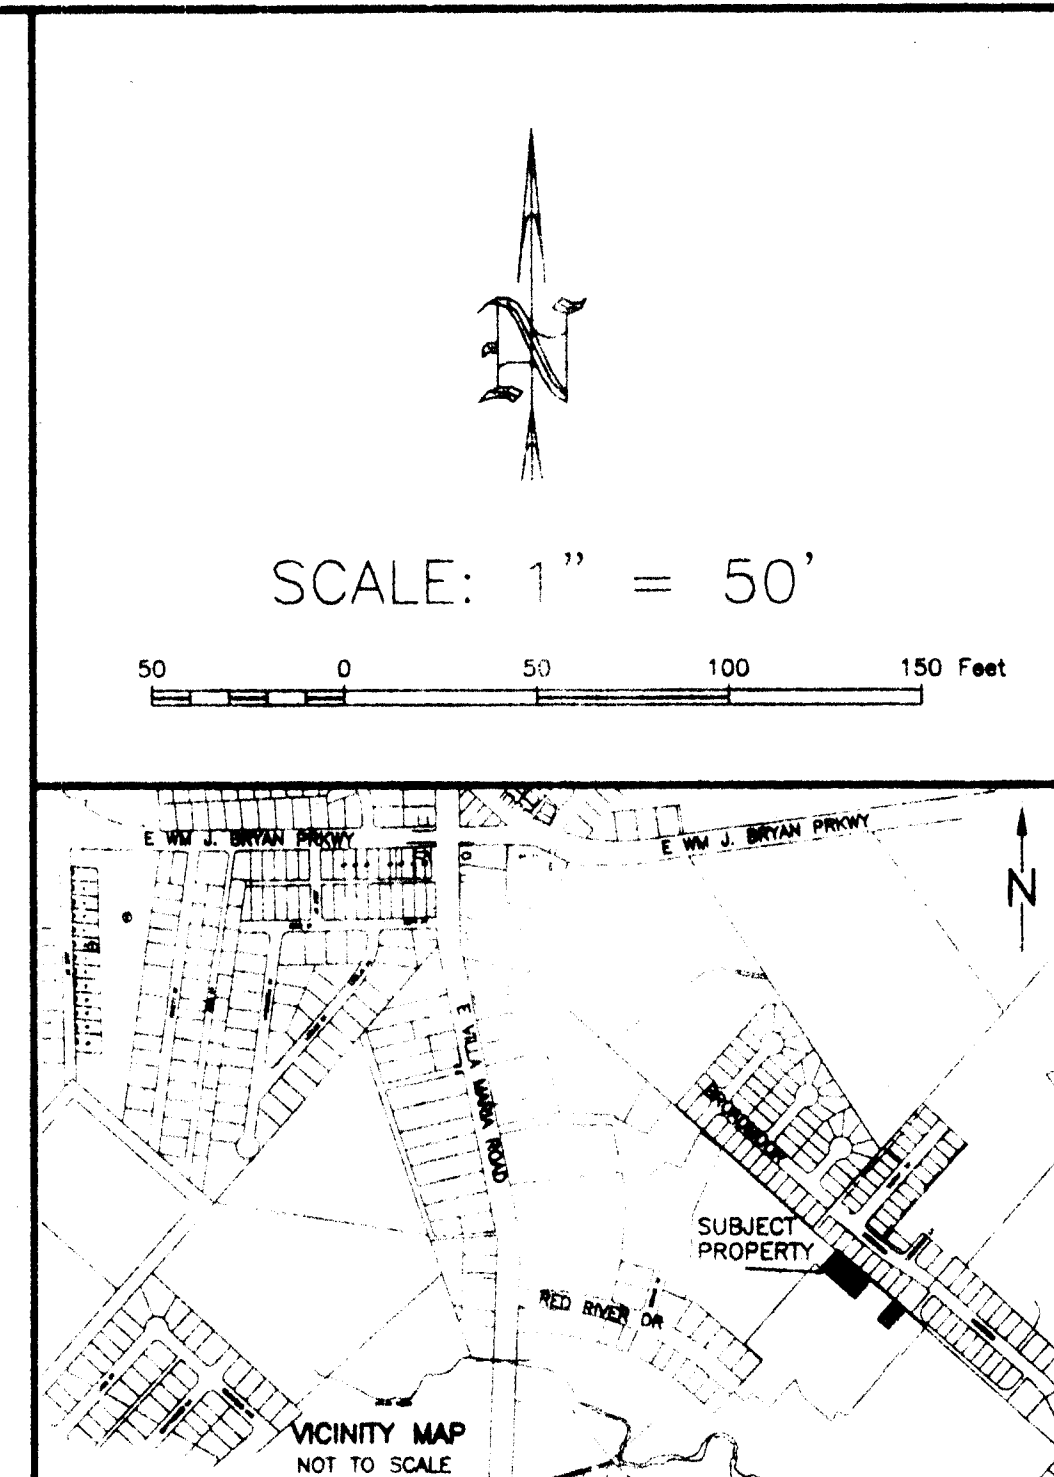 N
SCALE: 1" = 50'
50 0 50 100 150 Feet
E WM J. BRYAN PRKWY
E WM J. BRYAN PRKWY
N
E VILLA MARIA ROAD
BROADMOOR
SUBJECT
PROPERTY
RED RIVER DR
VICINITY MAP
NOT TO SCALE